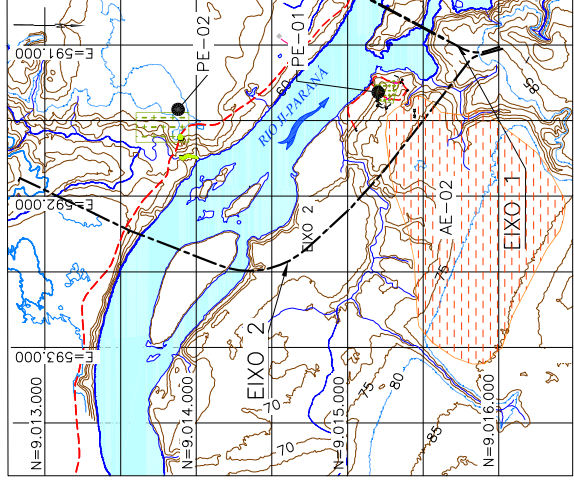 E=591.000
PE-02
PE-01
60
RIO JI-PARANÁ
85
E=592.000
EIXO 2
AE-02
EIXO 1
75
EIXO 2
E=593.000
70
75
80
70
85
N=9.013.000
N=9.014.000
N=9.015.000
N=9.016.000